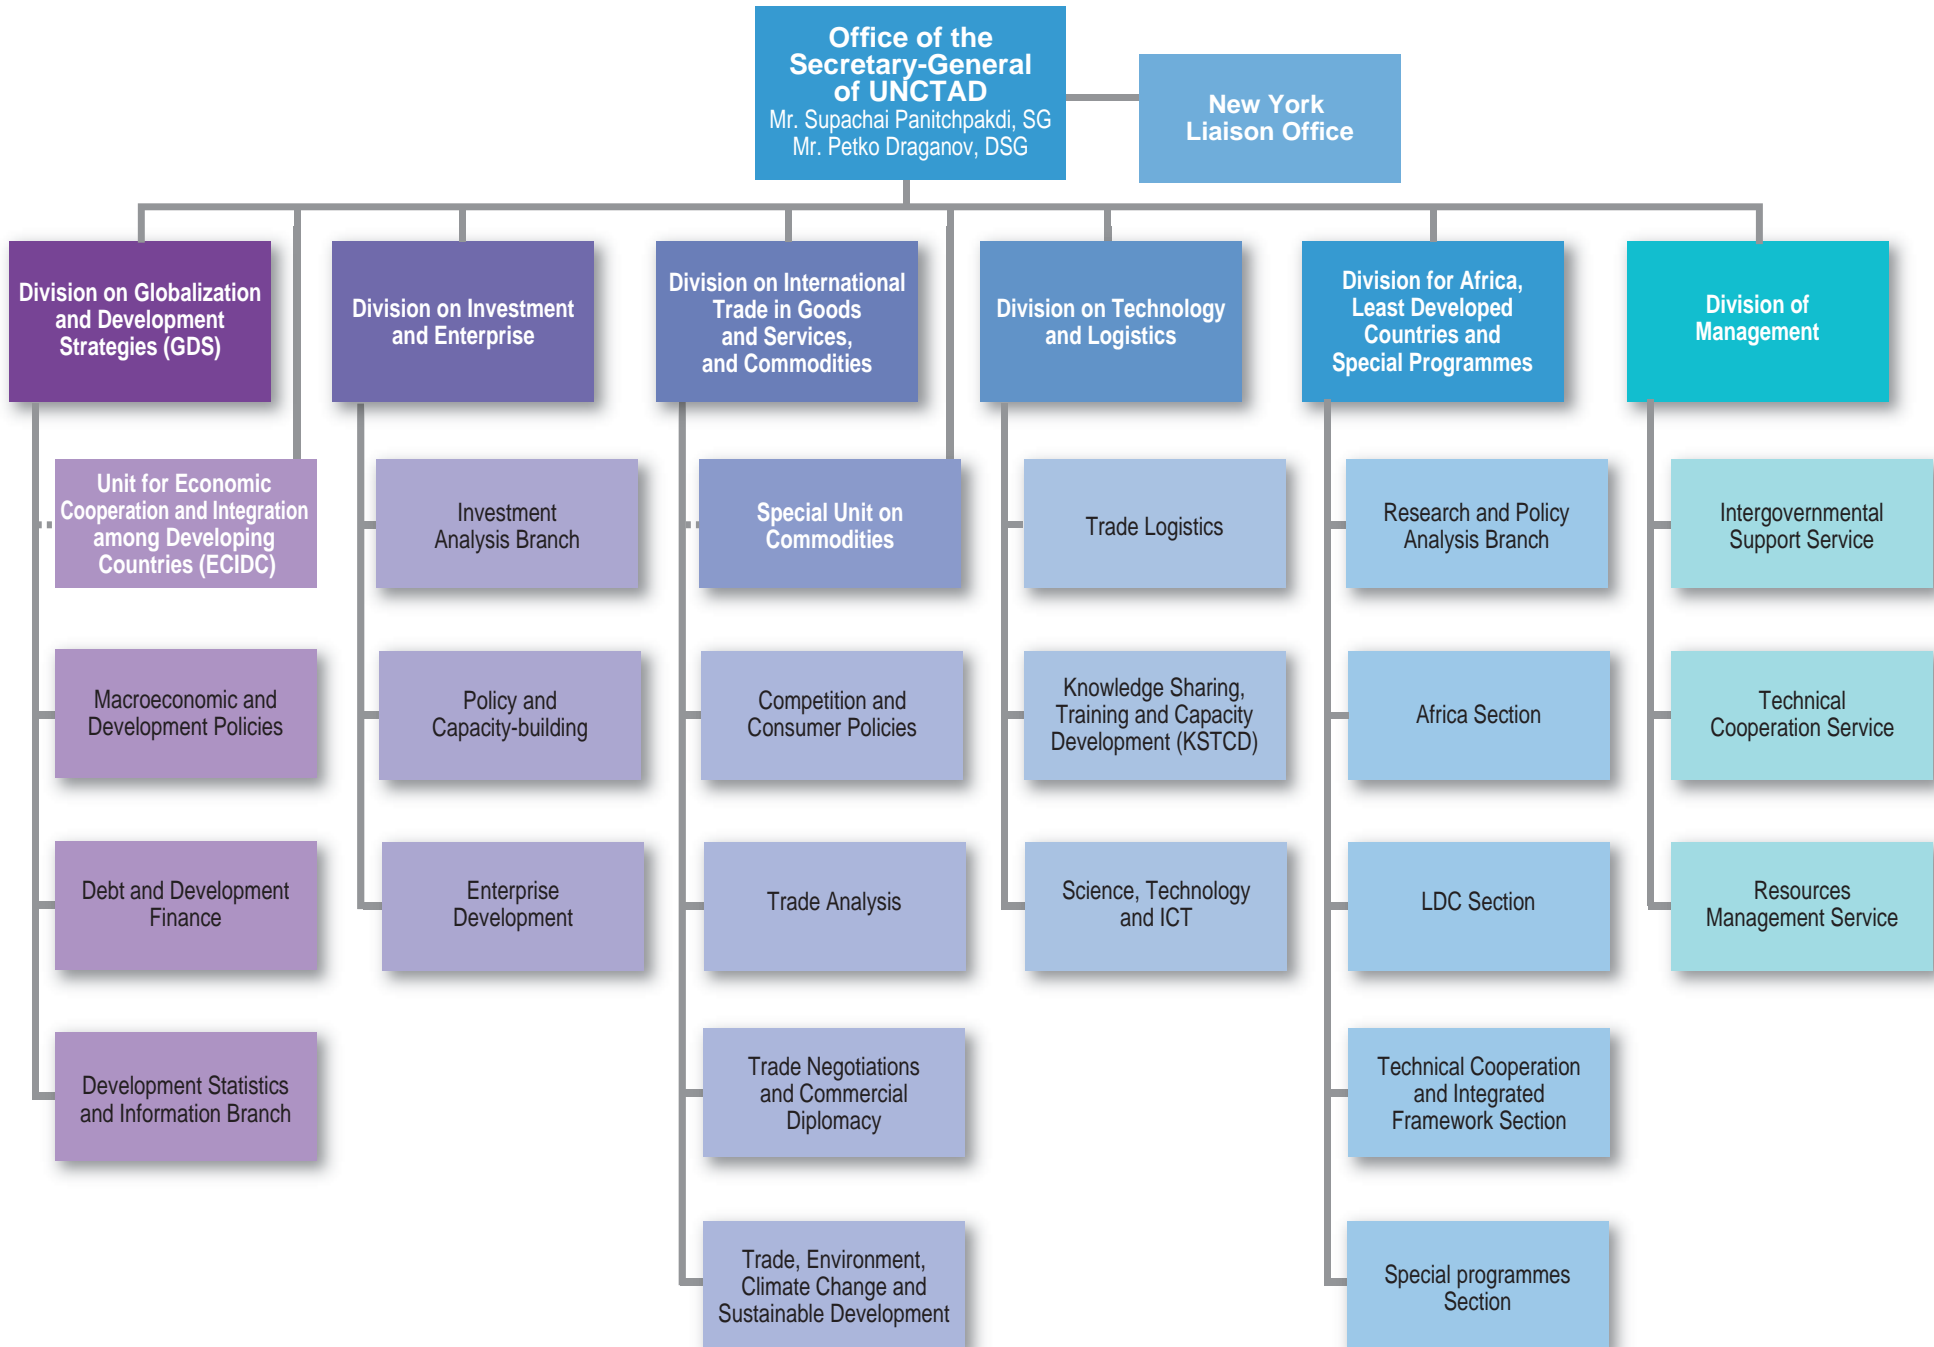 Office of the
Secretary-General
of UNCTAD
Mr. Supachai Panitchpakdi, SG
Mr. Petko Draganov, DSG
New York
Liaison Office
Division on Globalization
and Development
Strategies (GDS)
Division on Investment
and Enterprise
Division on International
Trade in Goods
and Services,
and Commodities
Division on Technology
and Logistics
Division for Africa,
Least Developed
Countries and
Special Programmes
Division of
Management
Unit for Economic
Cooperation and Integration
among Developing
Countries (ECIDC)
Investment
Analysis Branch
Special Unit on
Commodities
Trade Logistics
Research and Policy
Analysis Branch
Intergovernmental
Support Service
Macroeconomic and
Development Policies
Policy and
Capacity-building
Competition and
Consumer Policies
Knowledge Sharing,
Training and Capacity
Development (KSTCD)
Africa Section
Technical
Cooperation Service
Debt and Development
Finance
Enterprise
Development
Trade Analysis
Science, Technology
and ICT
LDC Section
Resources
Management Service
Development Statistics
and Information Branch
Trade Negotiations
and Commercial
Diplomacy
Technical Cooperation
and Integrated
Framework Section
Trade, Environment,
Climate Change and
Sustainable Development
Special programmes
Section